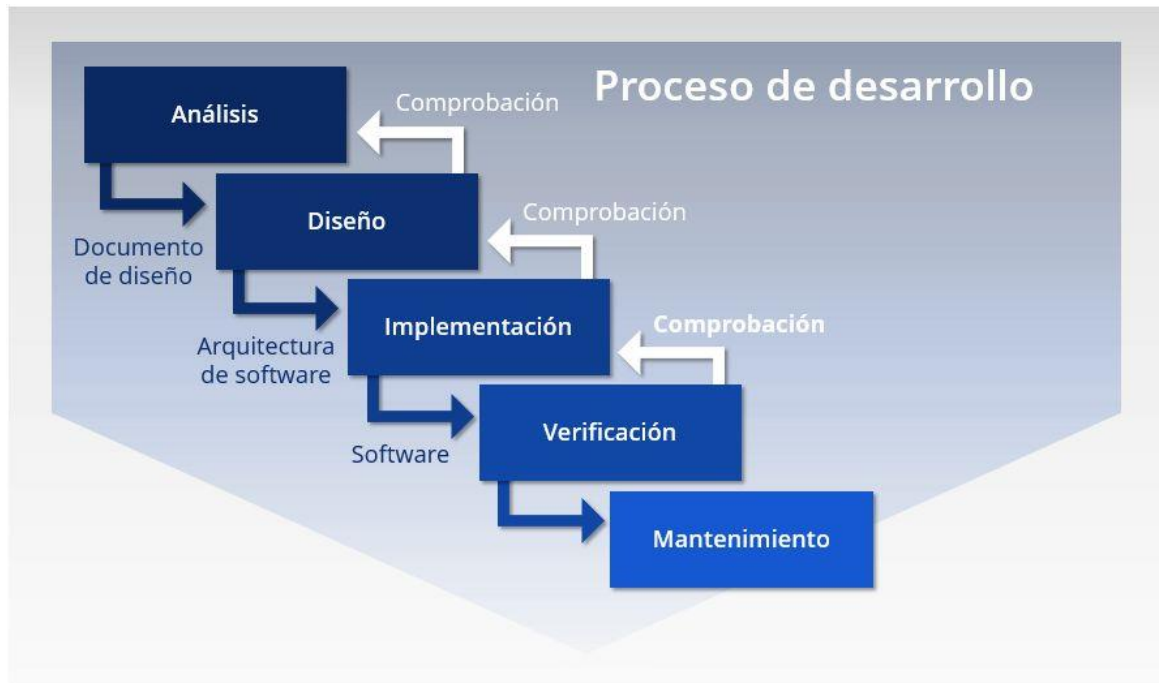 Proceso de desarrollo
Análisis
Comprobación
Diseño
Comprobación
Documento
de diseño
Implementación
Comprobación
Arquitectura
de software
Verificación
Software
Mantenimiento